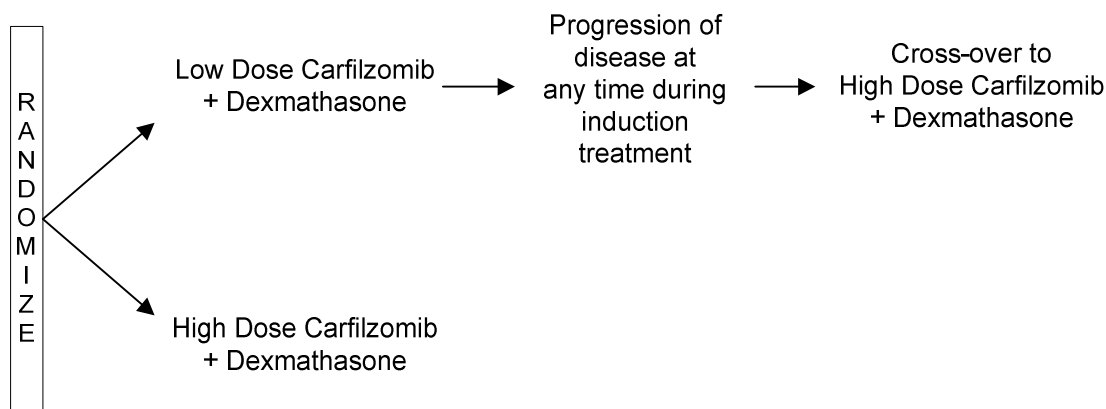 RANDOMIZE
Low Dose Carfilzomib
+ Dexmathasone
Progression of
disease at
any time during
induction
treatment
Cross-over to
High Dose Carfilzomib
+ Dexmathasone
High Dose Carfilzomib
+ Dexmathasone